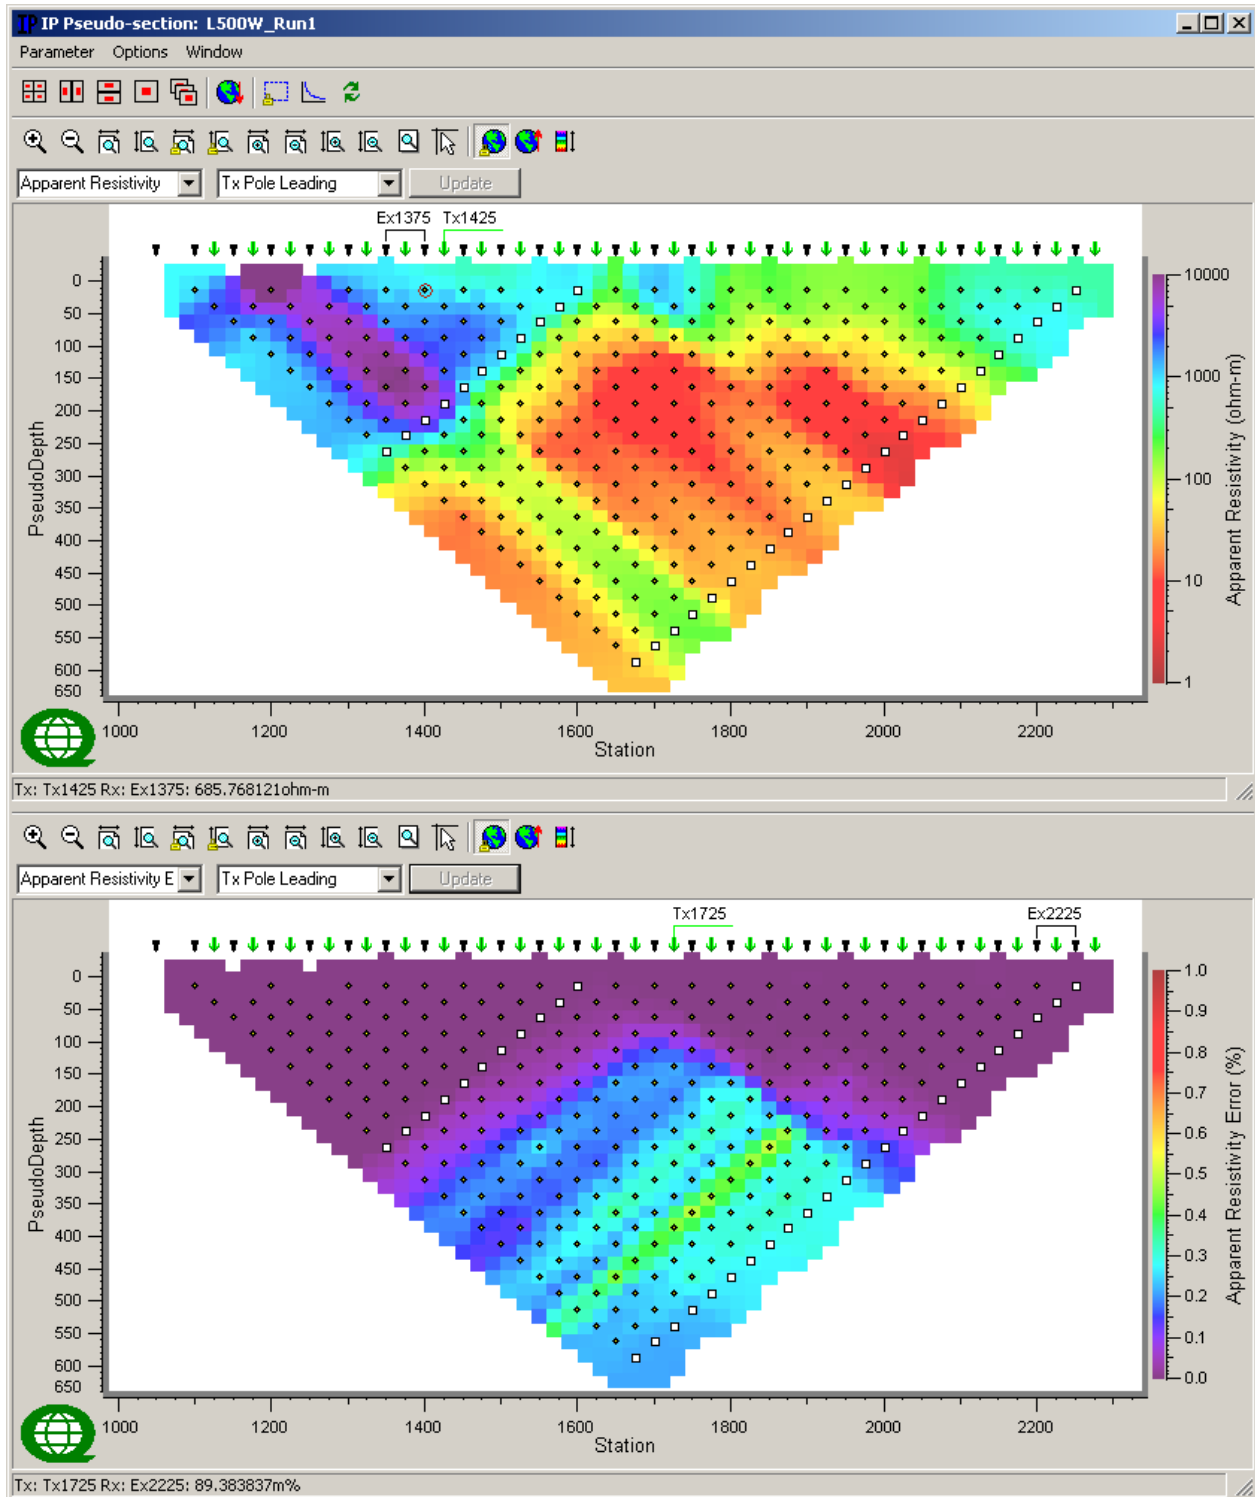 IP IP Pseudo-section: L500W_Run1
Parameter Options Window
Apparent Resistivity Tx Pole Leading Update
Ex1375 Tx1425
0
50
100
150
200
250
300
350
400
450
500
550
600
650
PseudoDepth
1000 1200 1400 1600 1800 2000 2200
Station
10000
1000
100
10
1
Apparent Resistivity (ohm-m)
Tx: Tx1425 Rx: Ex1375: 685.768121ohm-m
Apparent Resistivity E Tx Pole Leading Update
Tx1725 Ex2225
0
50
100
150
200
250
300
350
400
450
500
550
600
650
PseudoDepth
1000 1200 1400 1600 1800 2000 2200
Station
1.0
0.9
0.8
0.7
0.6
0.5
0.4
0.3
0.2
0.1
0.0
Apparent Resistivity Error (%)
Tx: Tx1725 Rx: Ex2225: 89.383837m%